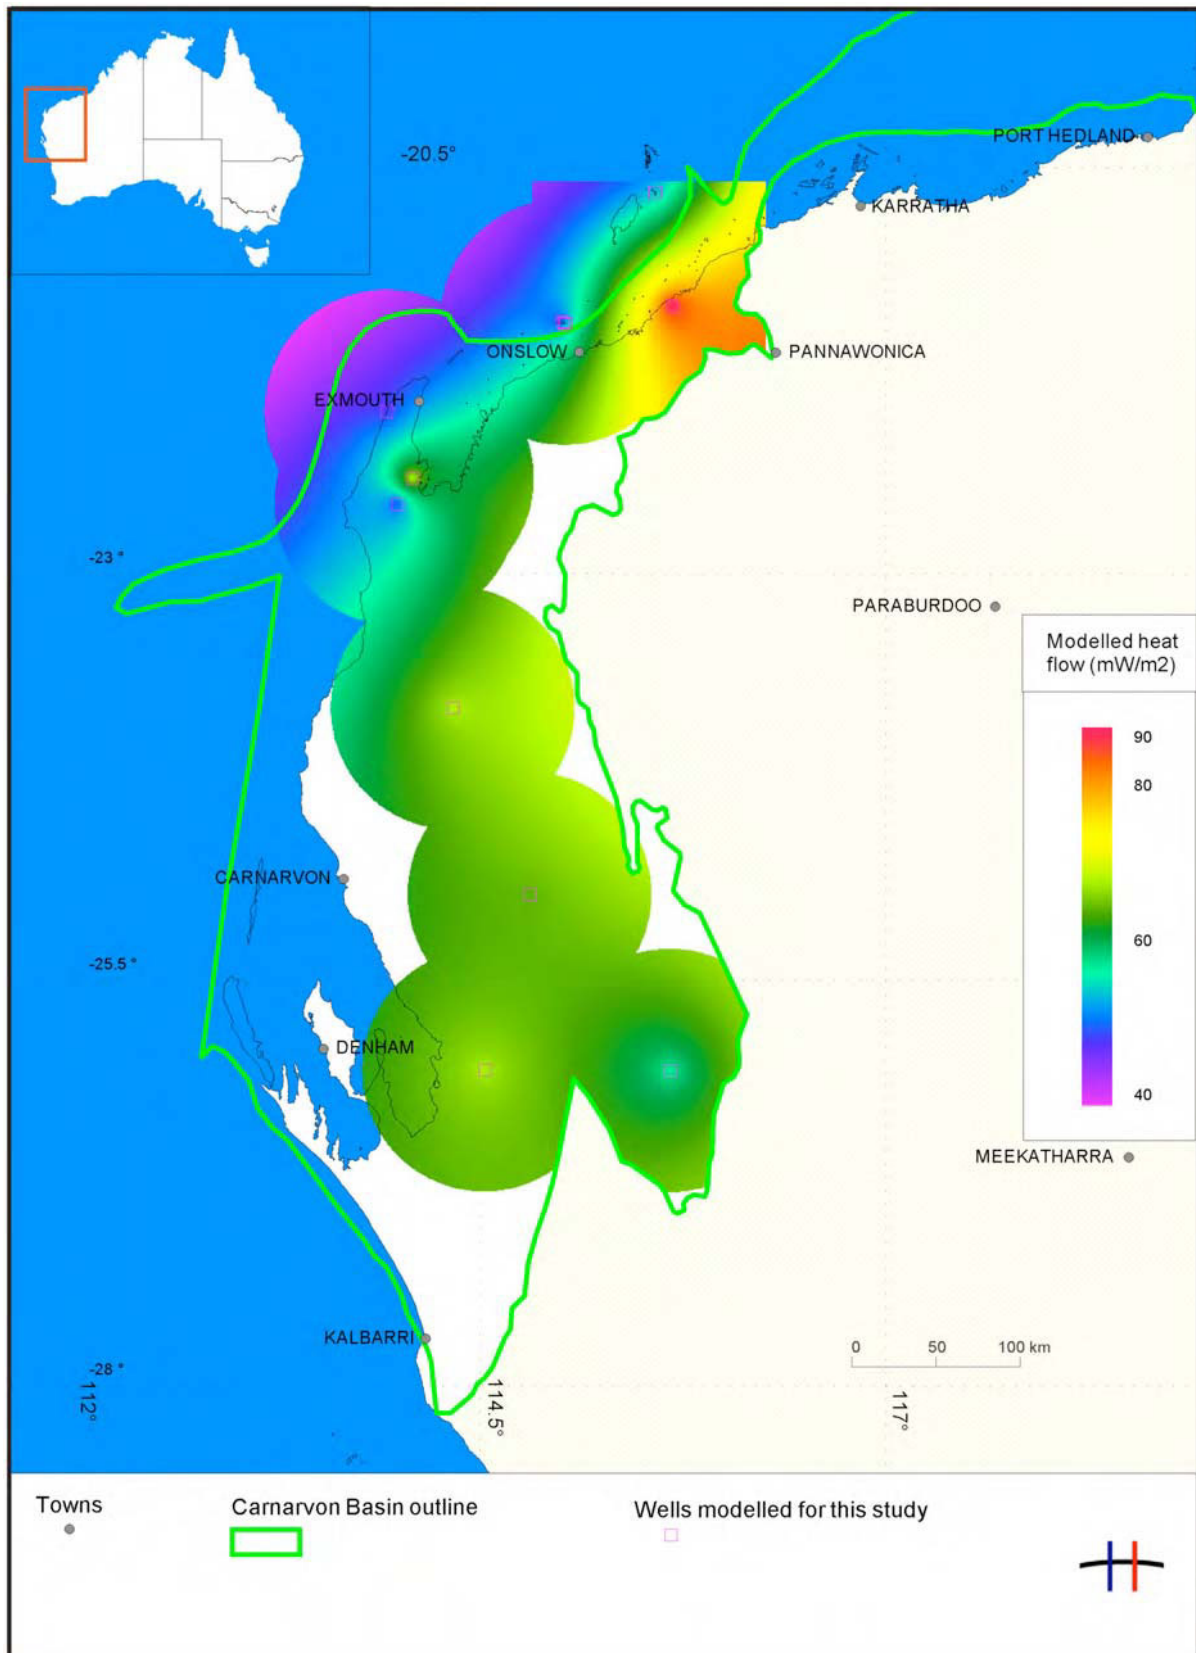 -20.5°
PORT HEDLAND
KARRATHA
ONSLOW
PANNAWONICA
EXMOUTH
-23 °
PARABURDOO
Modelled heat
flow (mW/m2)
90
80
60
40
CARNARVON
-25.5 °
DENHAM
MEEKATHARRA
KALBARRI
0 50 100 km
-28 °
112°
114.5°
117°
Towns
Carnarvon Basin outline
Wells modelled for this study